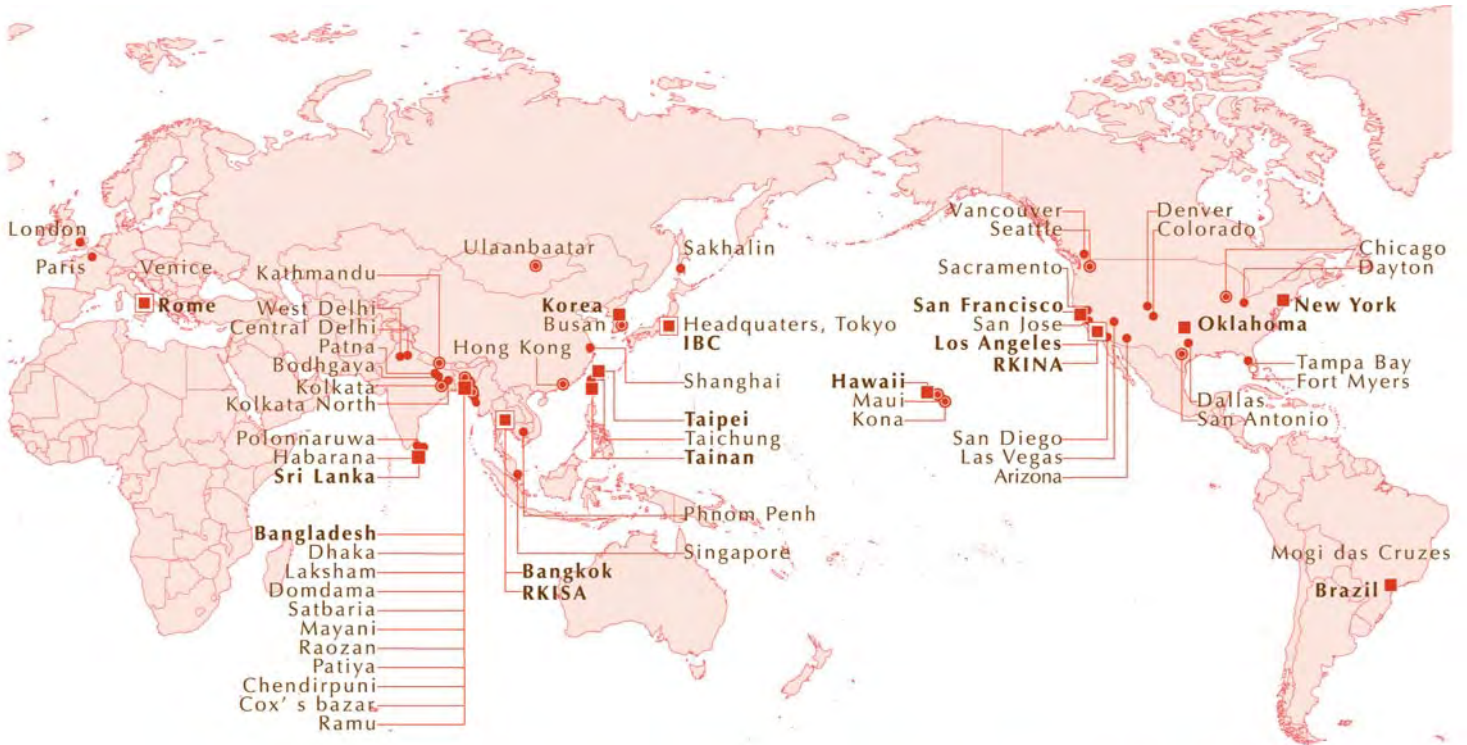 London
Paris
Venice
Rome
Kathmandu
West Delhi
Central Delhi
Patna
Bodhgaya
Kolkata
Kolkata North
Polonnaruwa
Habarana
Sri Lanka
Bangladesh
Dhaka
Laksham
Domdama
Satbaria
Mayani
Raozan
Patiya
Chendirpuni
Cox' s bazar
Ramu
Ulaanbaatar
Sakhalin
Korea
Busan
Headquaters, Tokyo
IBC
Hong Kong
Shanghai
Taipei
Taichung
Tainan
Phnom Penh
Singapore
Bangkok
RKISA
Vancouver
Seattle
Sacramento
San Francisco
San Jose
Los Angeles
RKINA
Hawaii
Maui
Kona
San Diego
Las Vegas
Arizona
Denver
Colorado
Chicago
Dayton
New York
Oklahoma
Tampa Bay
Fort Myers
Dallas
San Antonio
Mogi das Cruzes
Brazil